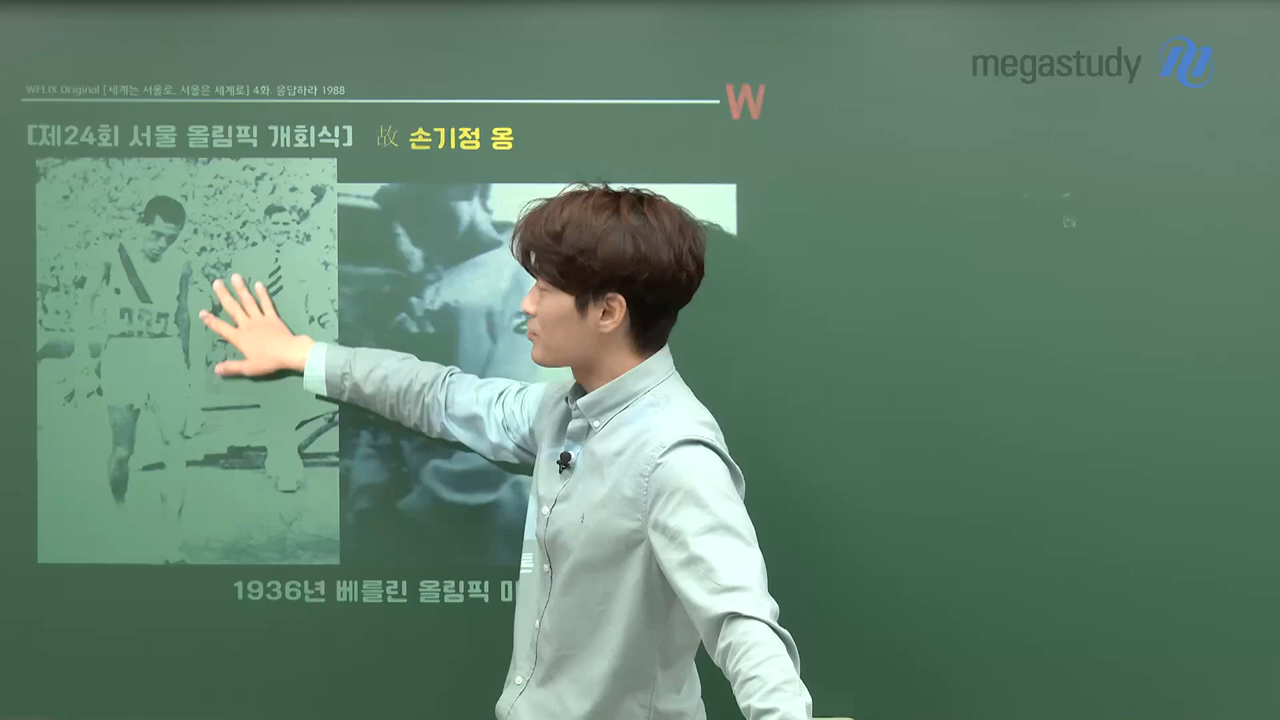 megastudy
WFLIX Original [세계는 서울로, 서울은 세계로] 4화. 응답하라 1988
W
[제24회 서울 올림픽 개회식] 故 손기정 옹
1936년 베를린 올림픽